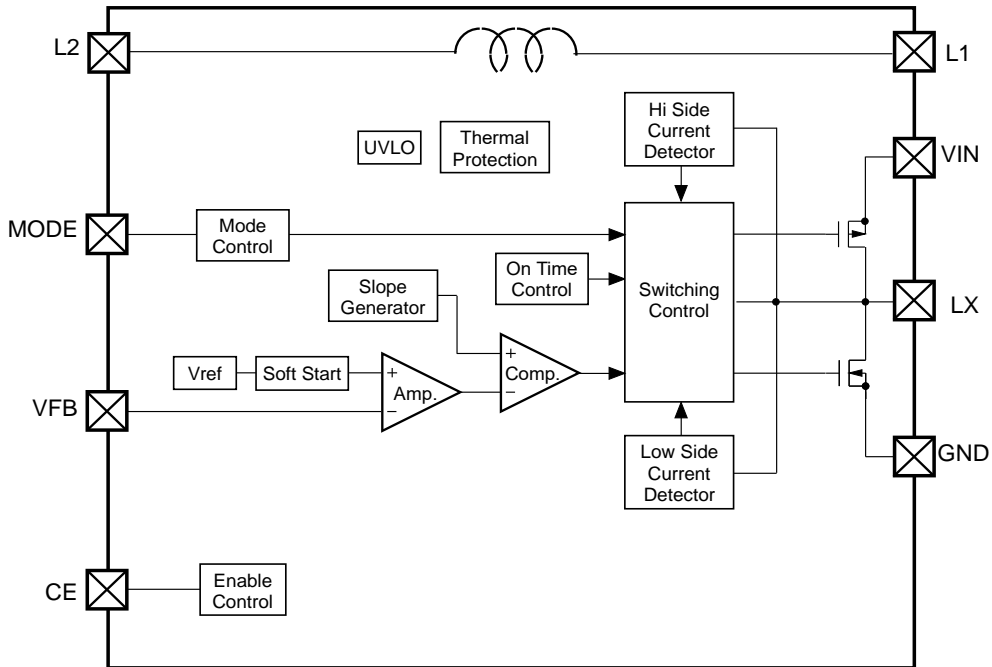 L2
L1
Hi Side
Current
Detector
UVLO
Thermal
Protection
VIN
MODE
Mode
Control
On Time
Control
Switching
Control
Slope
Generator
LX
Vref
Soft Start
+
Amp.
−
+
Comp.
−
VFB
Low Side
Current
Detector
GND
CE
Enable
Control